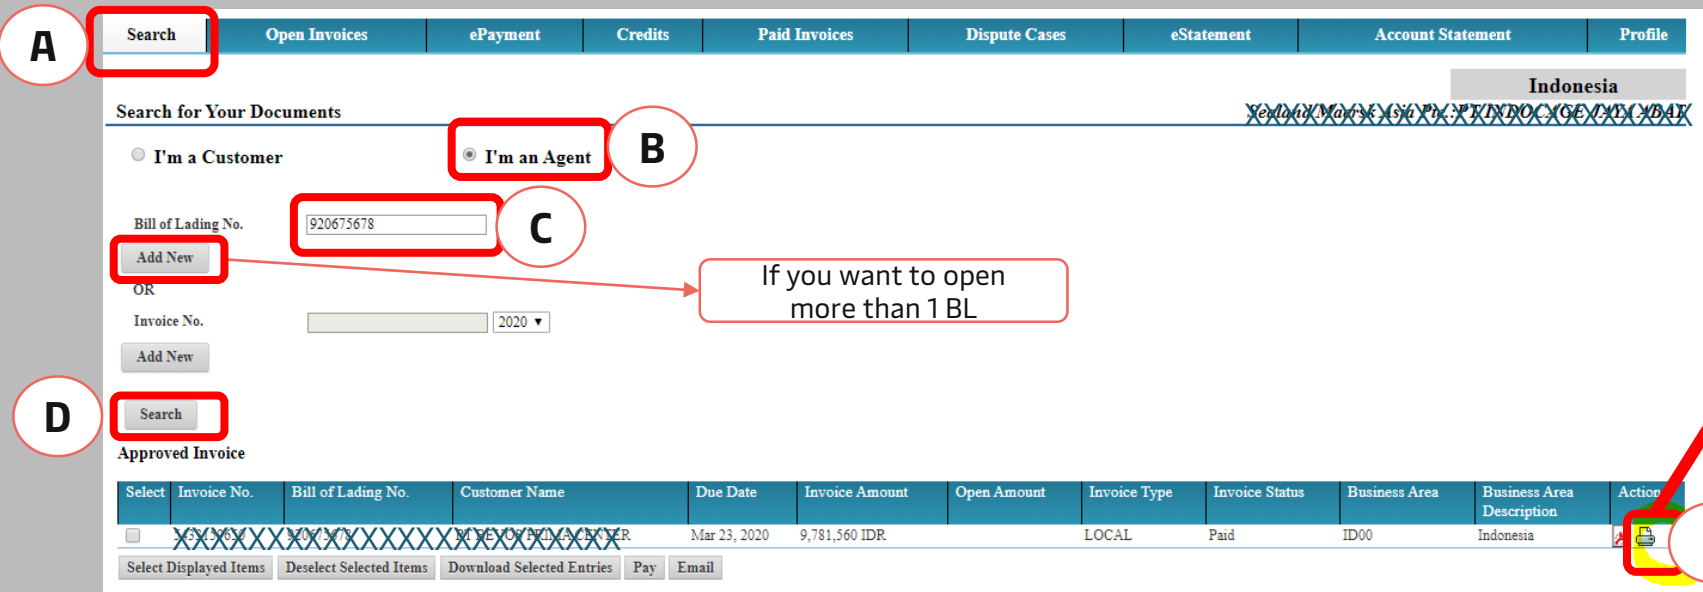 A
Search Open Invoices ePayment Credits Paid Invoices Dispute Cases eStatement Account Statement Profile
Indonesia
Search for Your Documents
I'm a Customer I'm an Agent B
Bill of Lading No. 920675678 C
Add New
If you want to open
more than 1 BL
OR
Invoice No. 2020 ▼
Add New
D Search
Approved Invoice
Select Invoice No. Bill of Lading No. Customer Name Due Date Invoice Amount Open Amount Invoice Type Invoice Status Business Area Business Area Description Action
Mar 23, 2020 9,781,560 IDR LOCAL Paid ID00 Indonesia
Select Displayed Items Deselect Selected Items Download Selected Entries Pay Email